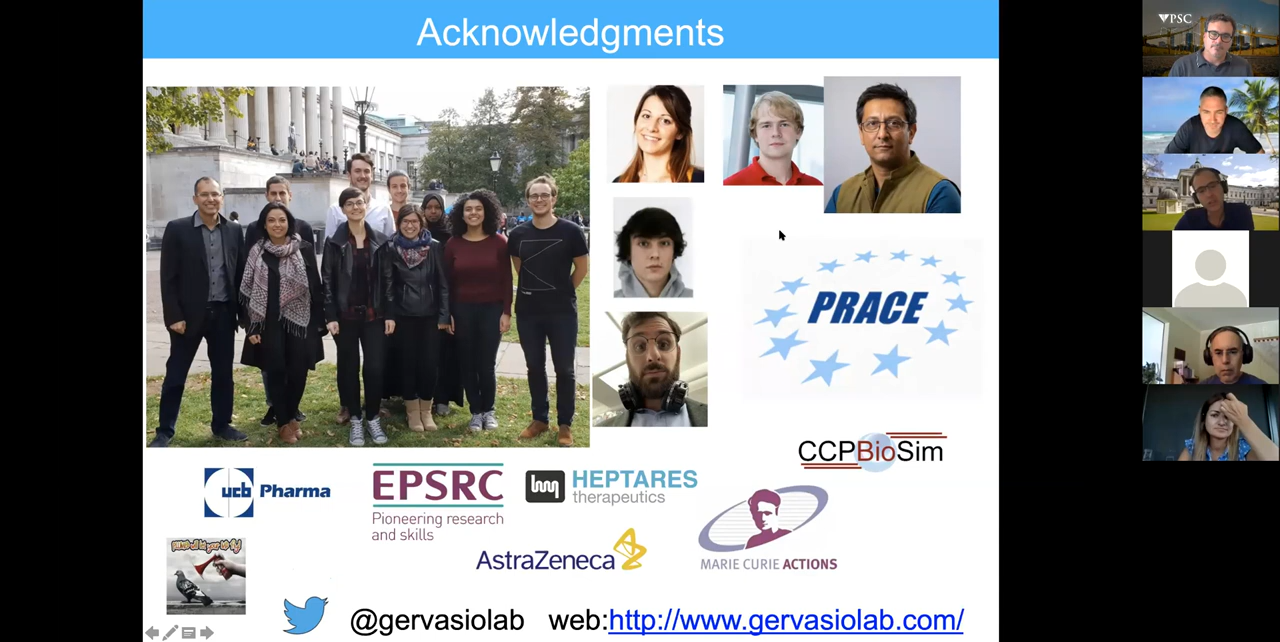 Acknowledgments
PSC
PRACE
CCPBioSim
ucb Pharma
EPSRC
Pioneering research
and skills
HEPTARES
therapeutics
AstraZeneca
MARIE CURIE ACTIONS
@gervasiolab web:http://www.gervasiolab.com/